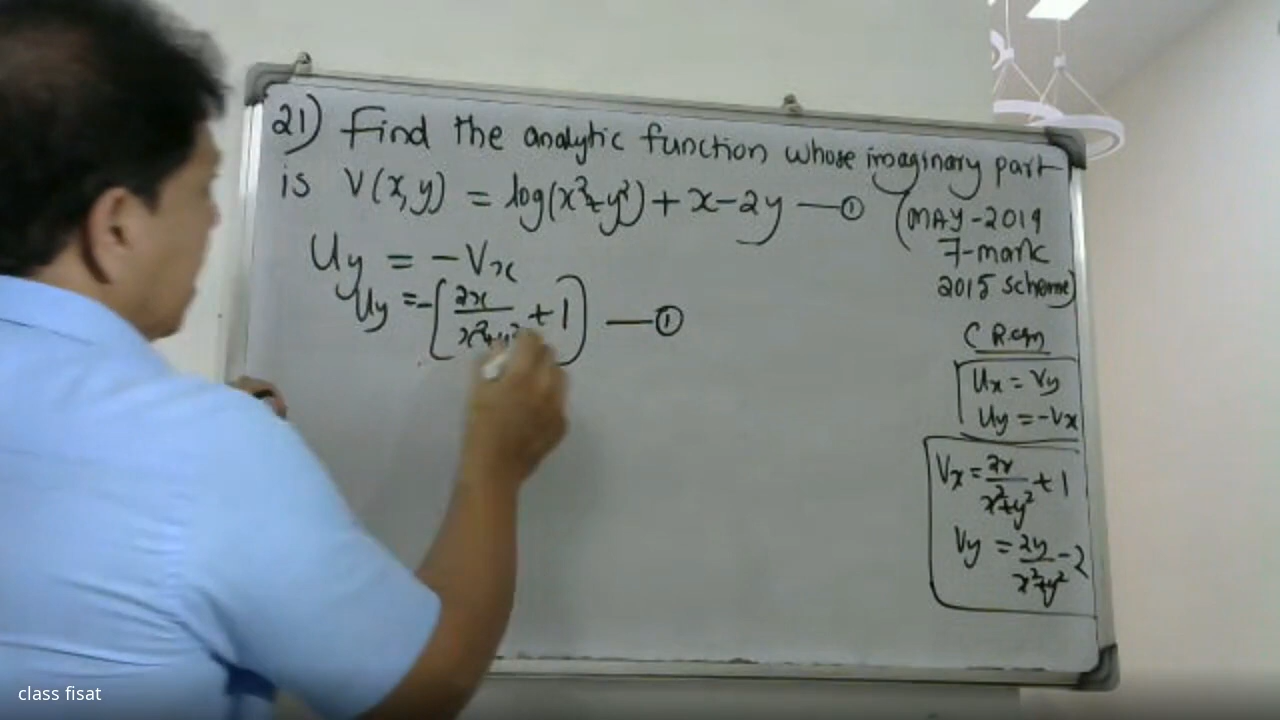 21) Find the analytic function whose imaginary part
is V(x,y) = log(x²+y²) + x-2y —①
(MAY-2019
7-mark
2015 scheme)
Uy = -Vx
Uy = -[2x/x²+y² + 1] —①
C R eqn
Ux = Vy
Uy = -Vx
Vx = 2x/x²+y² + 1
Vy = 2y/x²+y² - 2
class fisat